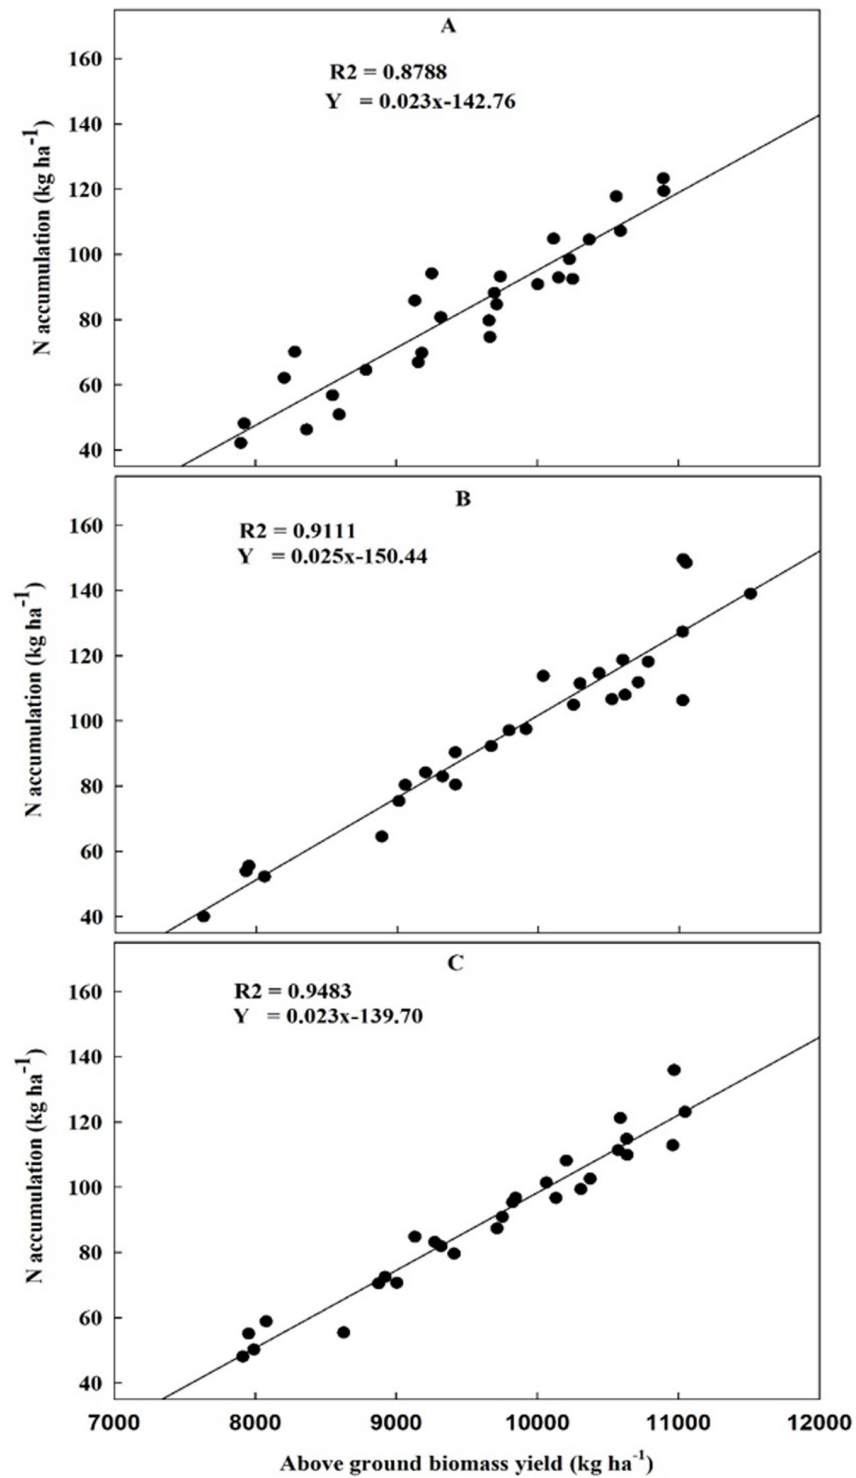 A
R2 = 0.8788
Y = 0.023x-142.76
160
140
120
100
80
60
40
N accumulation (kg ha⁻¹)
B
R2 = 0.9111
Y = 0.025x-150.44
160
140
120
100
80
60
40
N accumulation (kg ha⁻¹)
C
R2 = 0.9483
Y = 0.023x-139.70
160
140
120
100
80
60
40
N accumulation (kg ha⁻¹)
7000 8000 9000 10000 11000 12000
Above ground biomass yield (kg ha⁻¹)